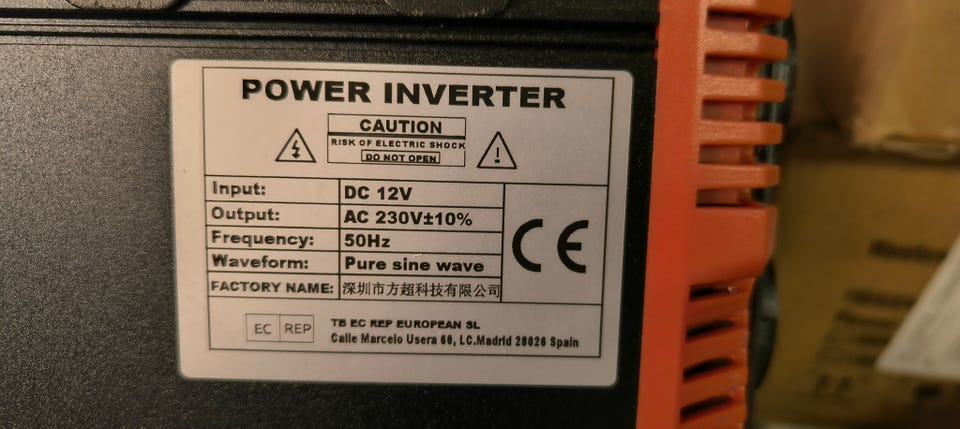 POWER INVERTER
CAUTION
RISK OF ELECTRIC SHOCK
DO NOT OPEN
Input: DC 12V
Output: AC 230V±10%
Frequency: 50Hz
Waveform: Pure sine wave
FACTORY NAME: 深圳市方超科技有限公司
CE
EC REP
TB EC REP EUROPEAN SL
Calle Marcelo Usera 60, LC.Madrid 28026 Spain